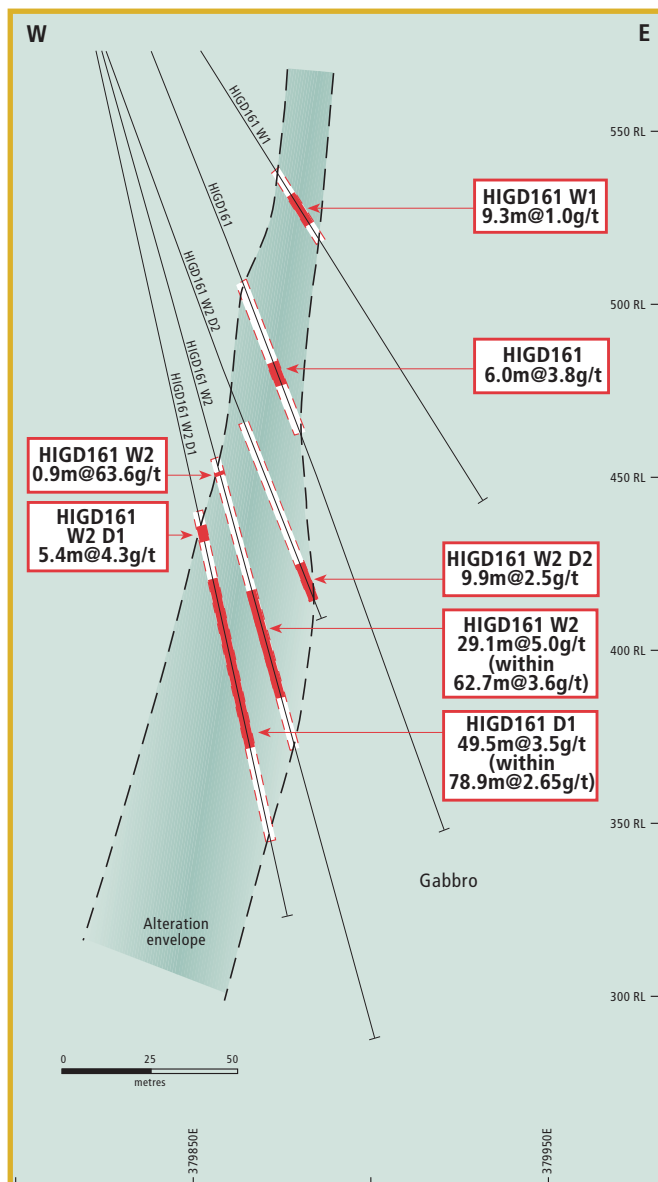 W
E
HIGD161 W1
HIGD161
HIGD161 W2 D2
HIGD161 W2
HIGD161 W2 D1
550 RL
500 RL
450 RL
400 RL
350 RL
300 RL
HIGD161 W1
9.3m@1.0g/t
HIGD161
6.0m@3.8g/t
HIGD161 W2
0.9m@63.6g/t
HIGD161
W2 D1
5.4m@4.3g/t
HIGD161 W2 D2
9.9m@2.5g/t
HIGD161 W2
29.1m@5.0g/t
(within
62.7m@3.6g/t)
HIGD161 D1
49.5m@3.5g/t
(within
78.9m@2.65g/t)
Gabbro
Alteration
envelope
0 25 50
metres
379850E
379950E